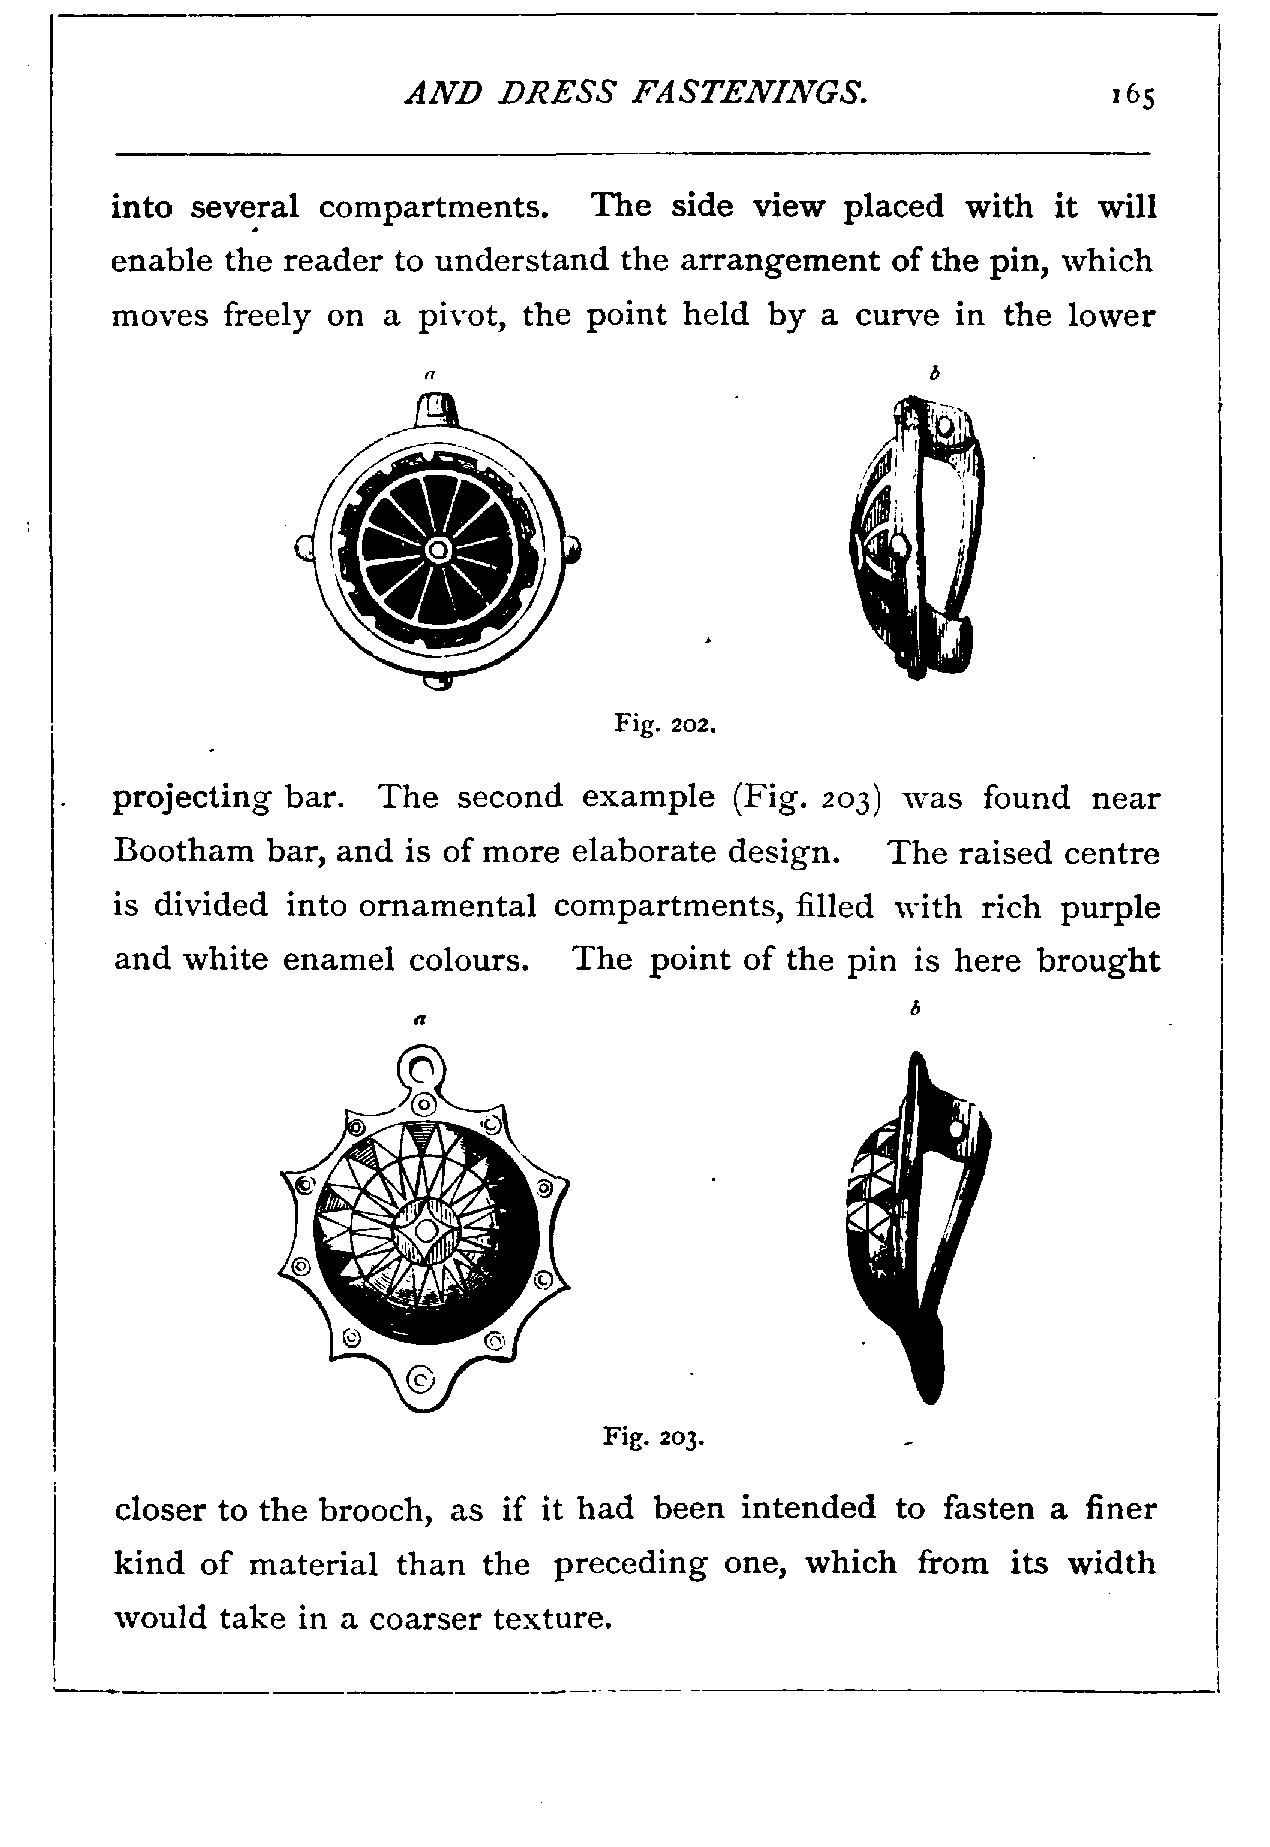 AND DRESS FASTENINGS. 165
into several compartments. The side view placed with it will
enable the reader to understand the arrangement of the pin, which
moves freely on a pivot, the point held by a curve in the lower
a b
Fig. 202.
projecting bar. The second example (Fig. 203) was found near
Bootham bar, and is of more elaborate design. The raised centre
is divided into ornamental compartments, filled with rich purple
and white enamel colours. The point of the pin is here brought
a b
Fig. 203.
closer to the brooch, as if it had been intended to fasten a finer
kind of material than the preceding one, which from its width
would take in a coarser texture.